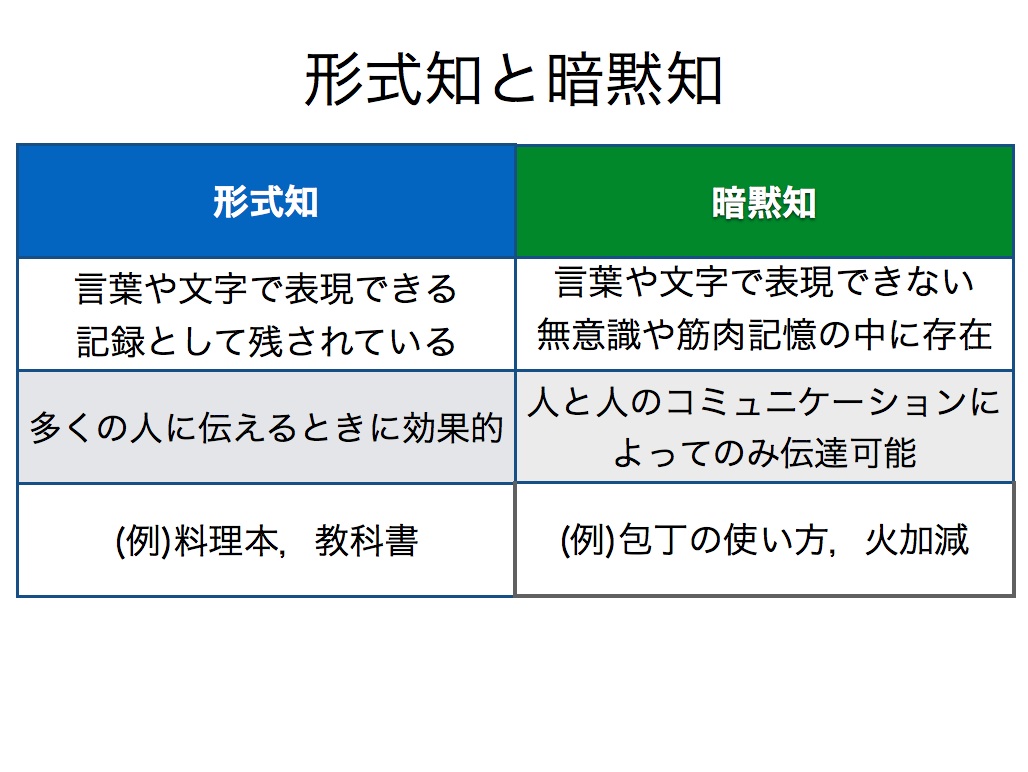 形式知と暗黙知
形式知
暗黙知
言葉や文字で表現できる
記録として残されている
言葉や文字で表現できない
無意識や筋肉記憶の中に存在
多くの人に伝えるときに効果的
人と人のコミュニケーションに
よってのみ伝達可能
(例)料理本，教科書
(例)包丁の使い方，火加減